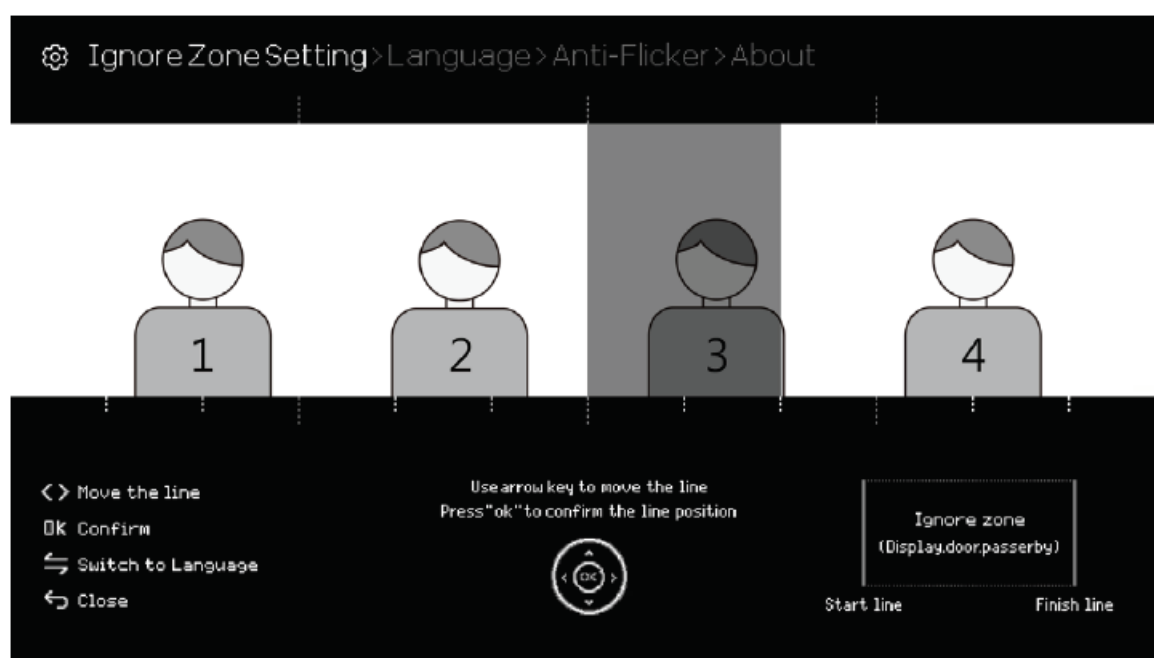 Ignore Zone Setting>Language>Anti-Flicker>About
1
2
3
4
<> Move the line
OK Confirm
Switch to Language
Close
Use arrow key to move the line
Press"ok"to confirm the line position
< OK >
Ignore zone
(Display.door.passerby)
Start line
Finish line